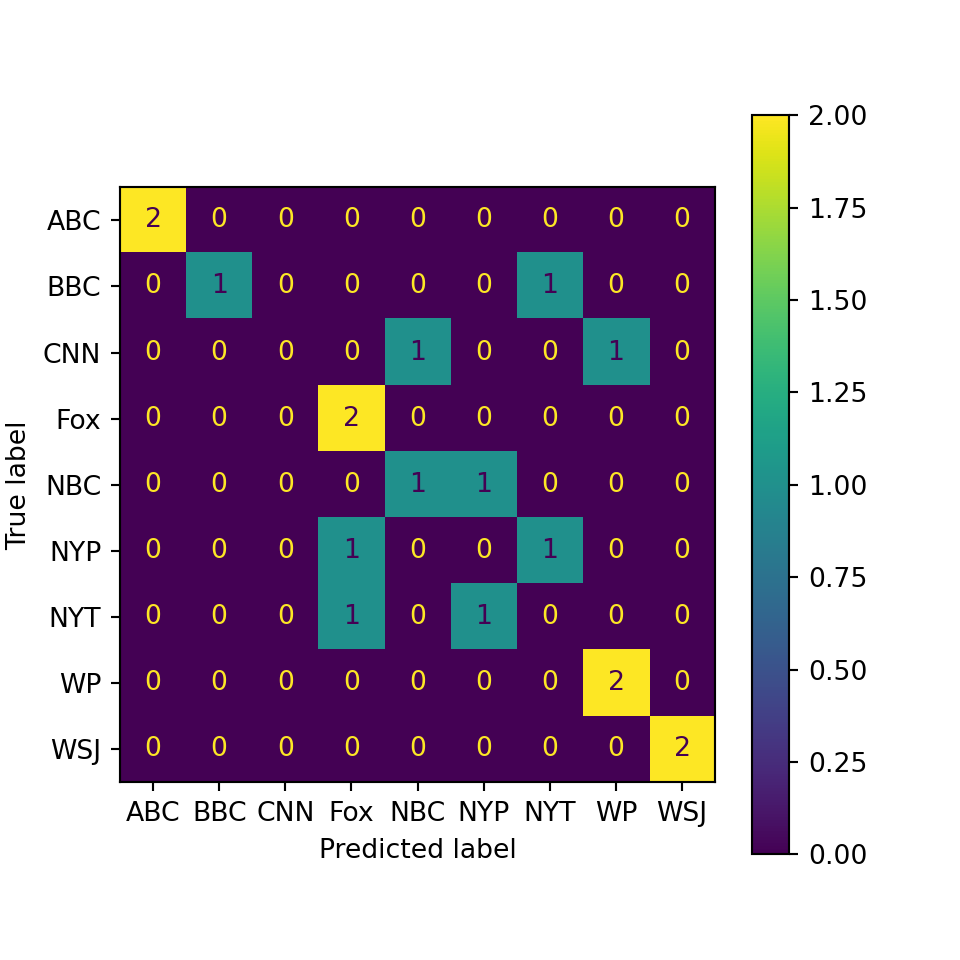 2.00
1.75
1.50
1.25
1.00
0.75
0.50
0.25
0.00
True label
ABC 2 0 0 0 0 0 0 0 0
BBC 0 1 0 0 0 0 1 0 0
CNN 0 0 0 0 1 0 0 1 0
Fox 0 0 0 2 0 0 0 0 0
NBC 0 0 0 0 1 1 0 0 0
NYP 0 0 0 1 0 0 1 0 0
NYT 0 0 0 1 0 1 0 0 0
WP 0 0 0 0 0 0 0 2 0
WSJ 0 0 0 0 0 0 0 0 2
ABC BBC CNN Fox NBC NYP NYT WP WSJ
Predicted label